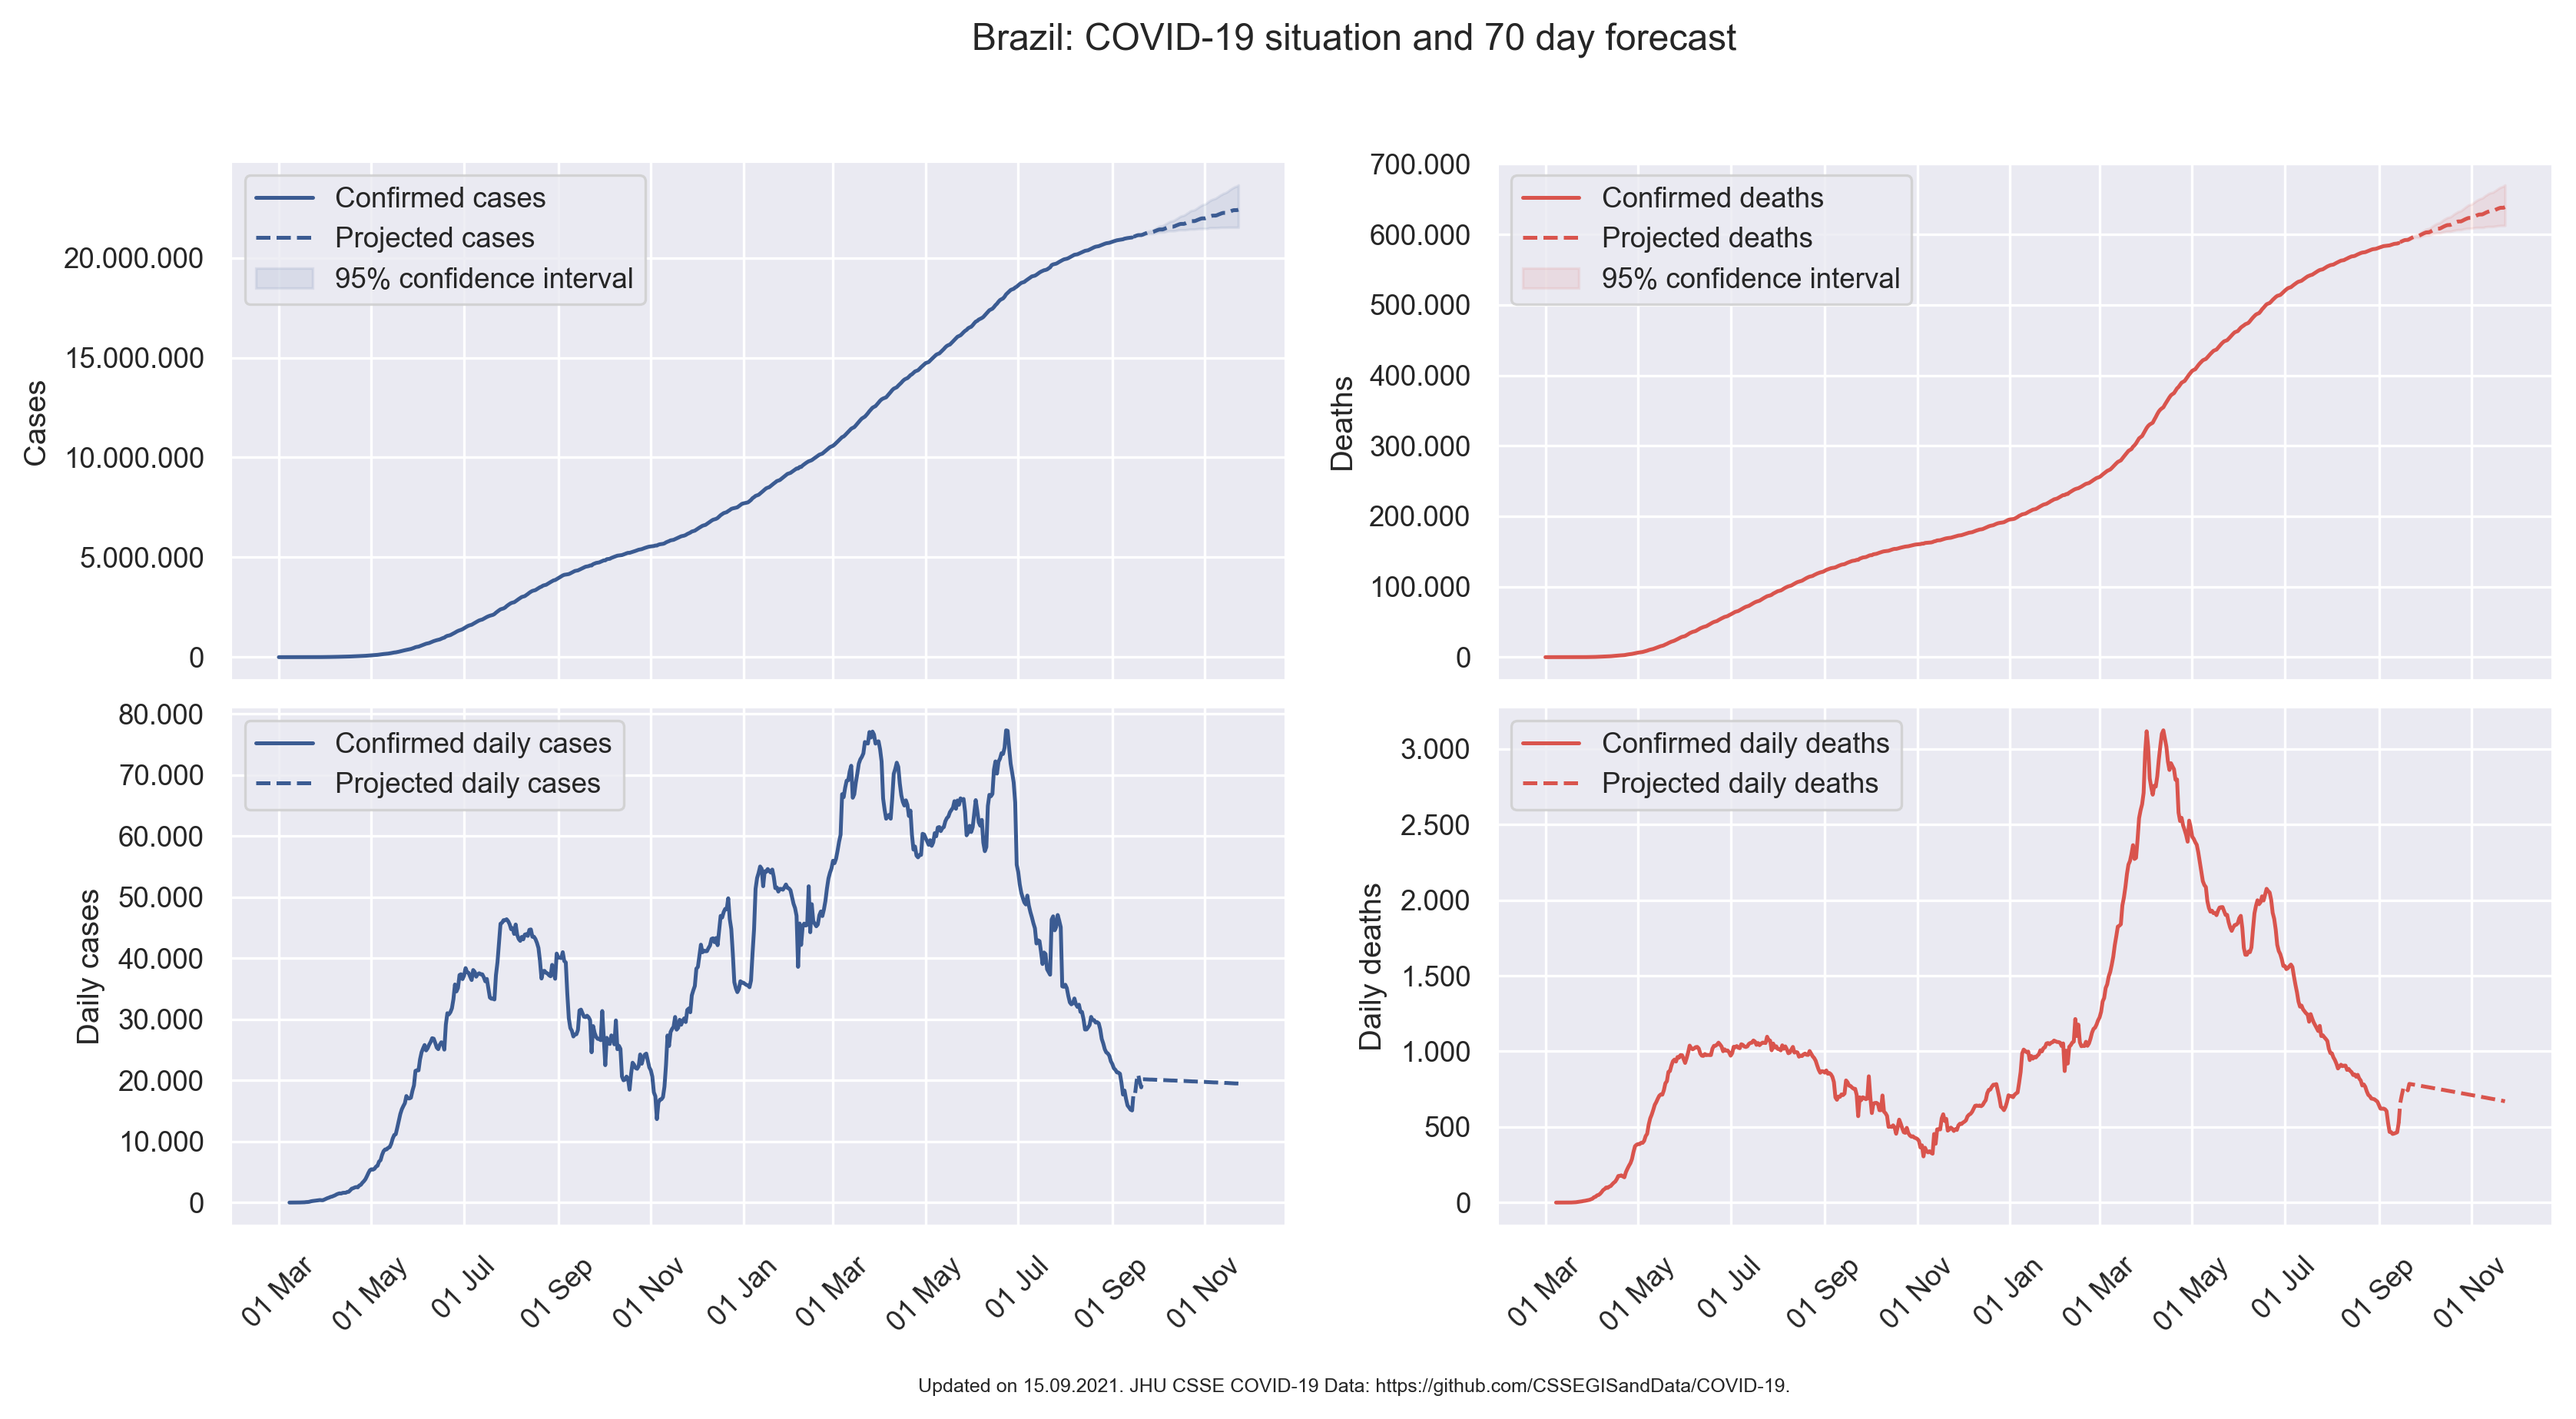 Brazil: COVID-19 situation and 70 day forecast
Confirmed cases
Projected cases
95% confidence interval
Cases
20.000.000
15.000.000
10.000.000
5.000.000
0
Confirmed deaths
Projected deaths
95% confidence interval
Deaths
700.000
600.000
500.000
400.000
300.000
200.000
100.000
0
Confirmed daily cases
Projected daily cases
Daily cases
80.000
70.000
60.000
50.000
40.000
30.000
20.000
10.000
0
01 Mar
01 May
01 Jul
01 Sep
01 Nov
01 Jan
01 Mar
01 May
01 Jul
01 Sep
01 Nov
Confirmed daily deaths
Projected daily deaths
Daily deaths
3.000
2.500
2.000
1.500
1.000
500
0
01 Mar
01 May
01 Jul
01 Sep
01 Nov
01 Jan
01 Mar
01 May
01 Jul
01 Sep
01 Nov
Updated on 15.09.2021. JHU CSSE COVID-19 Data: https://github.com/CSSEGISandData/COVID-19.